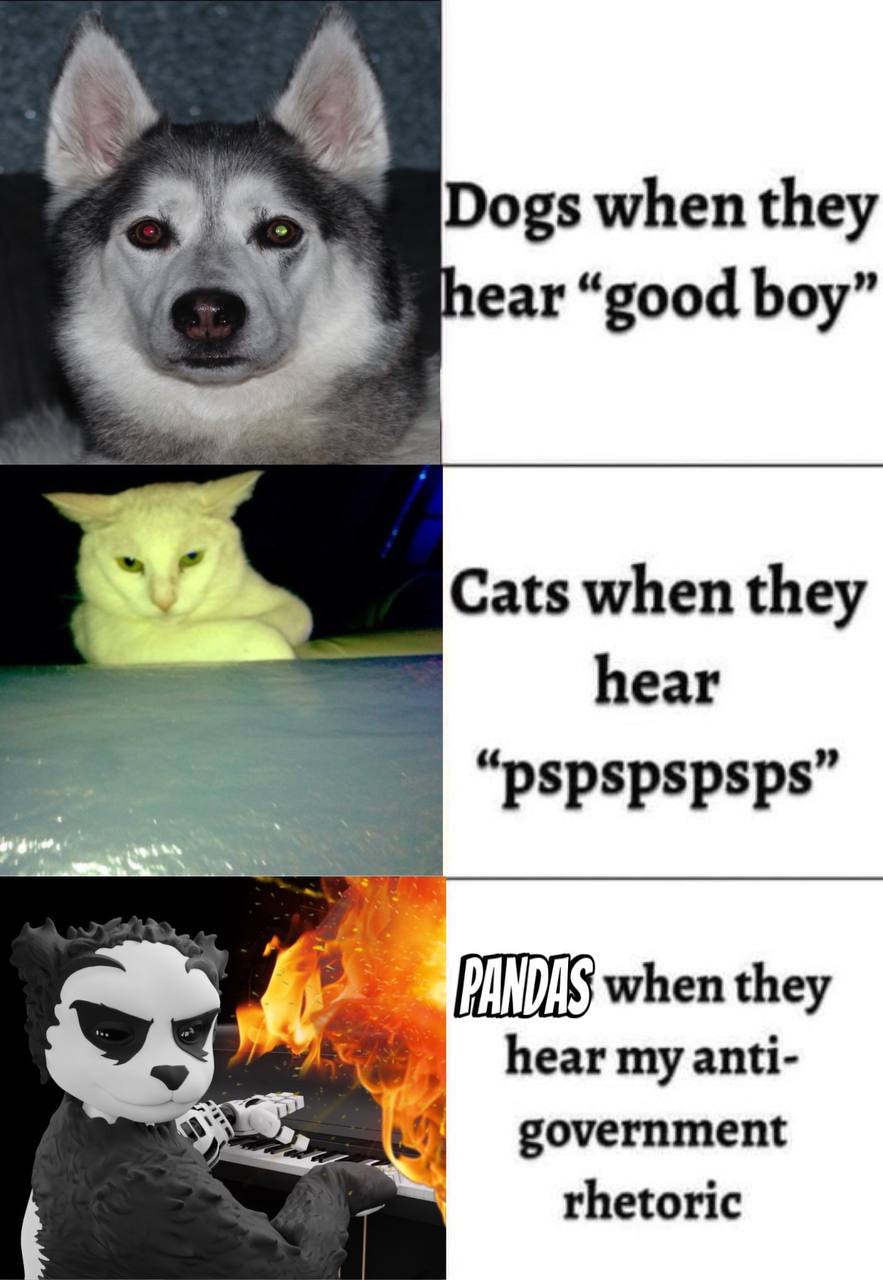 Dogs when they
hear “good boy”
Cats when they
hear
“pspspspsps”
PANDAS when they
hear my anti-
government
rhetoric